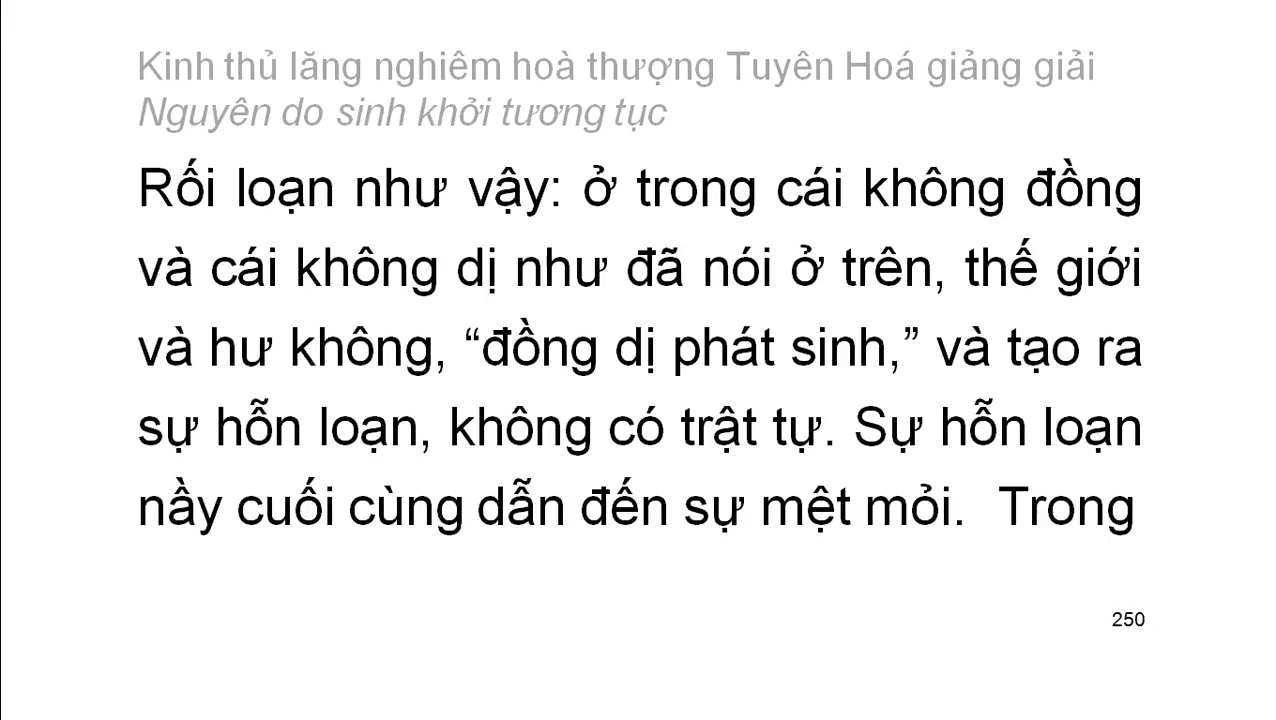 Kinh thủ lăng nghiêm hoà thượng Tuyên Hoá giảng giải
Nguyên do sinh khởi tương tục
Rối loạn như vậy: ở trong cái không đồng
và cái không dị như đã nói ở trên, thế giới
và hư không, “đồng dị phát sinh,” và tạo ra
sự hỗn loạn, không có trật tự. Sự hỗn loạn
nầy cuối cùng dẫn đến sự mệt mỏi. Trong
250